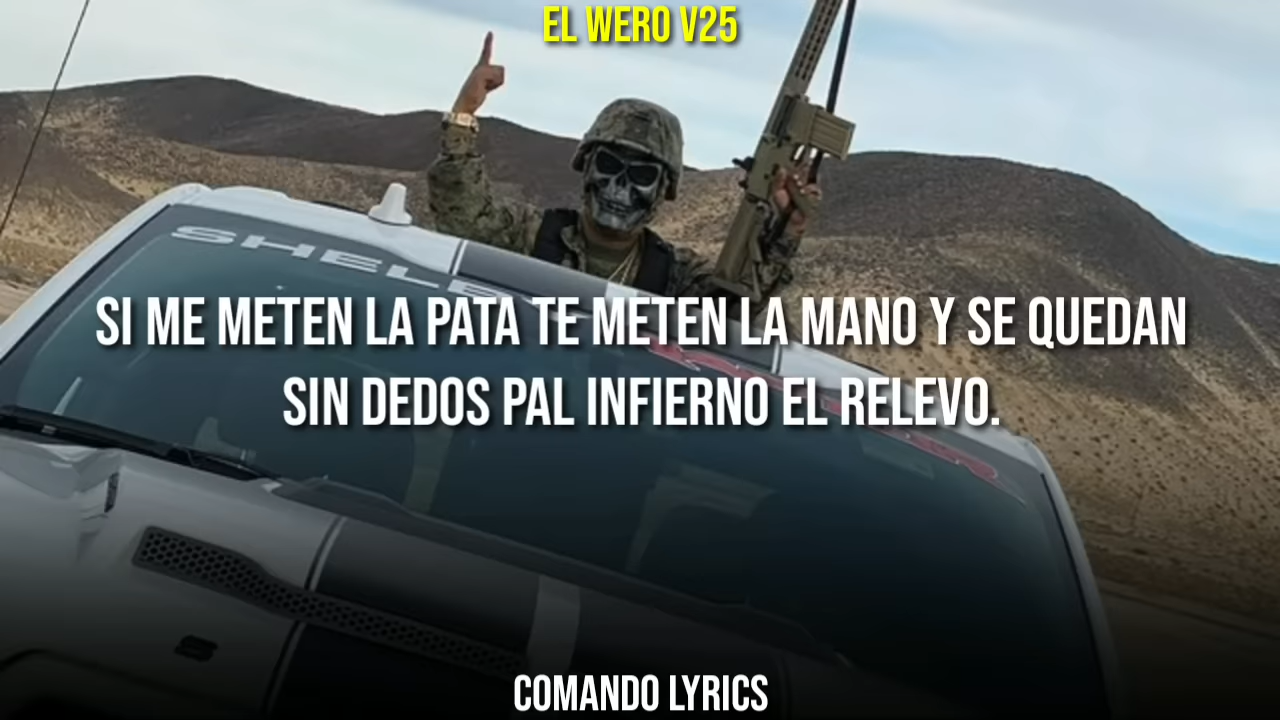 EL WERO V25
SHELB
SI ME METEN LA PATA TE METEN LA MANO Y SE QUEDAN
SIN DEDOS PAL INFIERNO EL RELEVO.
COMANDO LYRICS